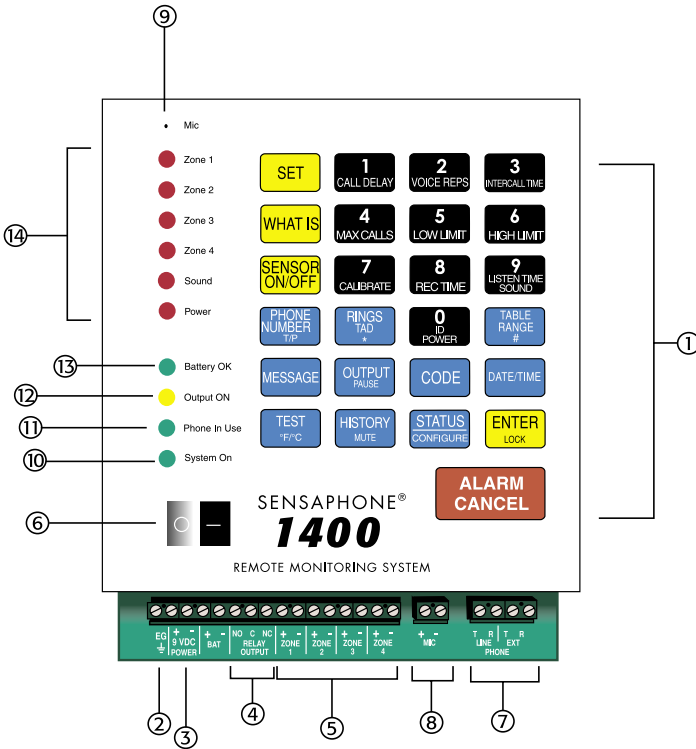 ⑨
Mic
Zone 1
Zone 2
Zone 3
Zone 4
Sound
Power
⑭
Battery OK
⑬
Output ON
⑫
Phone In Use
⑪
System On
⑩
⑥
SET
1
CALL DELAY
2
VOICE REPS
3
INTERCALL TIME
WHAT IS
4
MAX CALLS
5
LOW LIMIT
6
HIGH LIMIT
SENSOR
ON/OFF
7
CALIBRATE
8
REC TIME
9
LISTEN TIME
SOUND
PHONE
NUMBER
T/P
RINGS
TAD
*
0
ID
POWER
TABLE
RANGE
#
MESSAGE
OUTPUT
PAUSE
CODE
DATE/TIME
TEST
°F/°C
HISTORY
MUTE
STATUS
CONFIGURE
ENTER
LOCK
ALARM
CANCEL
①
SENSAPHONE®
1400
REMOTE MONITORING SYSTEM
EG
+ -
9 VDC
POWER
+ -
BAT
NO C NC
RELAY
OUTPUT
+ -
ZONE
1
+ -
ZONE
2
+ -
ZONE
3
+ -
ZONE
4
+ -
MIC
T R
LINE
T R
EXT
PHONE
②
③
④
⑤
⑧
⑦